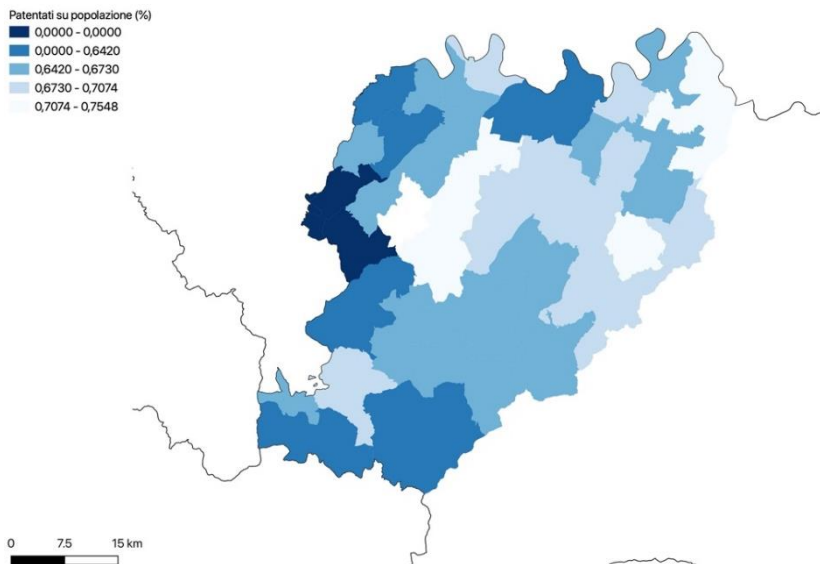 Patentati su popolazione (%)
0,0000 - 0,0000
0,0000 - 0,6420
0,6420 - 0,6730
0,6730 - 0,7074
0,7074 - 0,7548
0 7.5 15 km